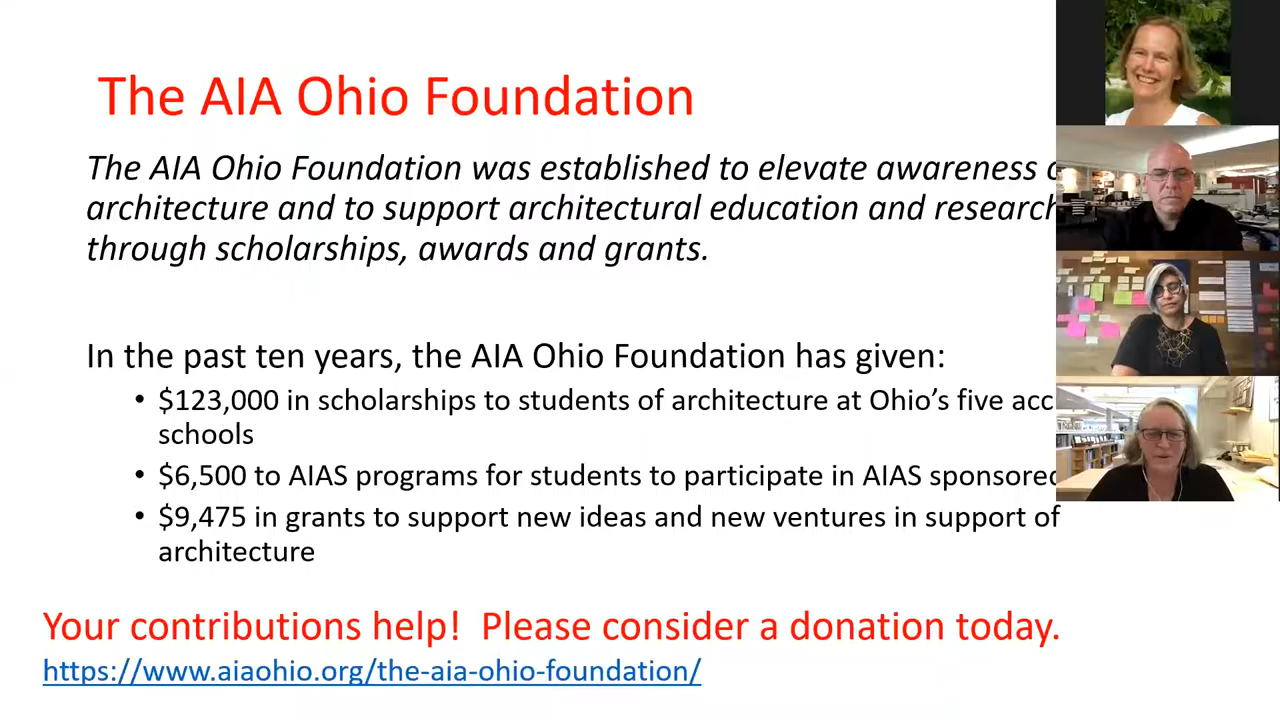 The AIA Ohio Foundation
The AIA Ohio Foundation was established to elevate awareness
architecture and to support architectural education and research
through scholarships, awards and grants.
In the past ten years, the AIA Ohio Foundation has given:
• $123,000 in scholarships to students of architecture at Ohio’s five acc
schools
• $6,500 to AIAS programs for students to participate in AIAS sponsored
• $9,475 in grants to support new ideas and new ventures in support of
architecture
Your contributions help!  Please consider a donation today.
https://www.aiaohio.org/the-aia-ohio-foundation/